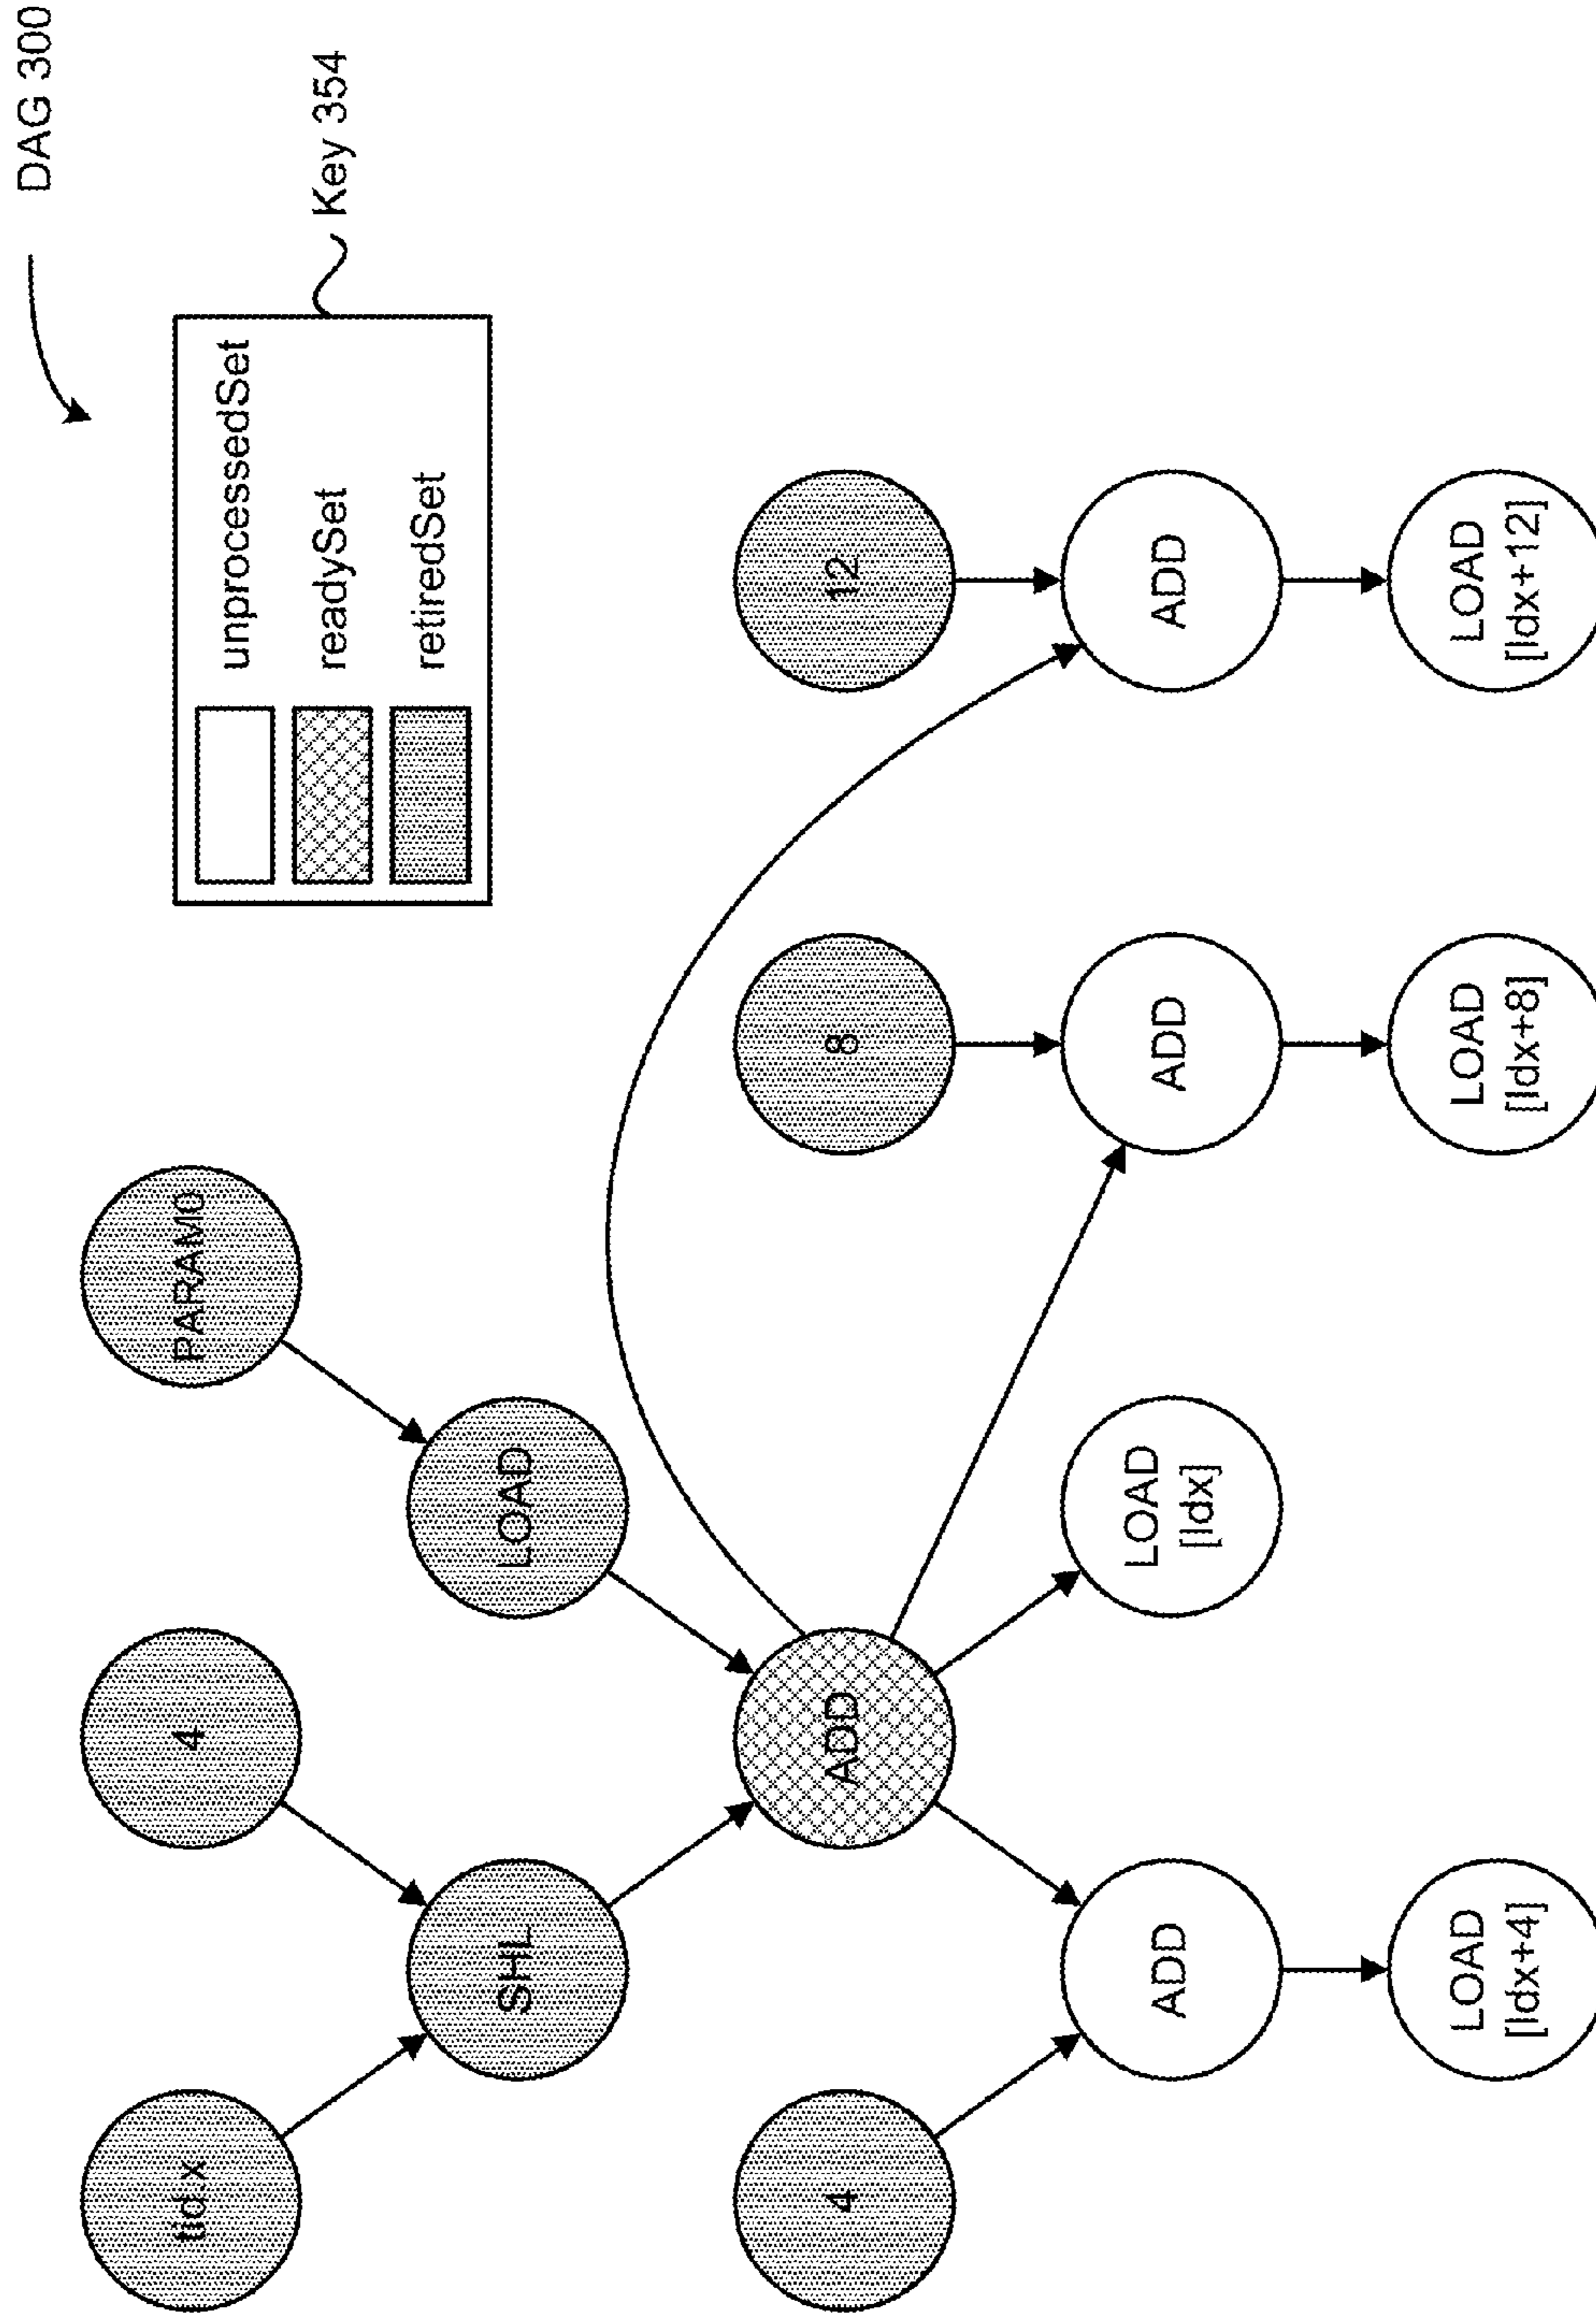 DAG 300
tid.x
4
PARAM0
unprocessedSet
readySet
retiredSet
Key 354
SHL
LOAD
4
ADD
8
12
ADD
LOAD
[Idx]
ADD
ADD
LOAD
[Idx+4]
LOAD
[Idx+8]
LOAD
[Idx+12]